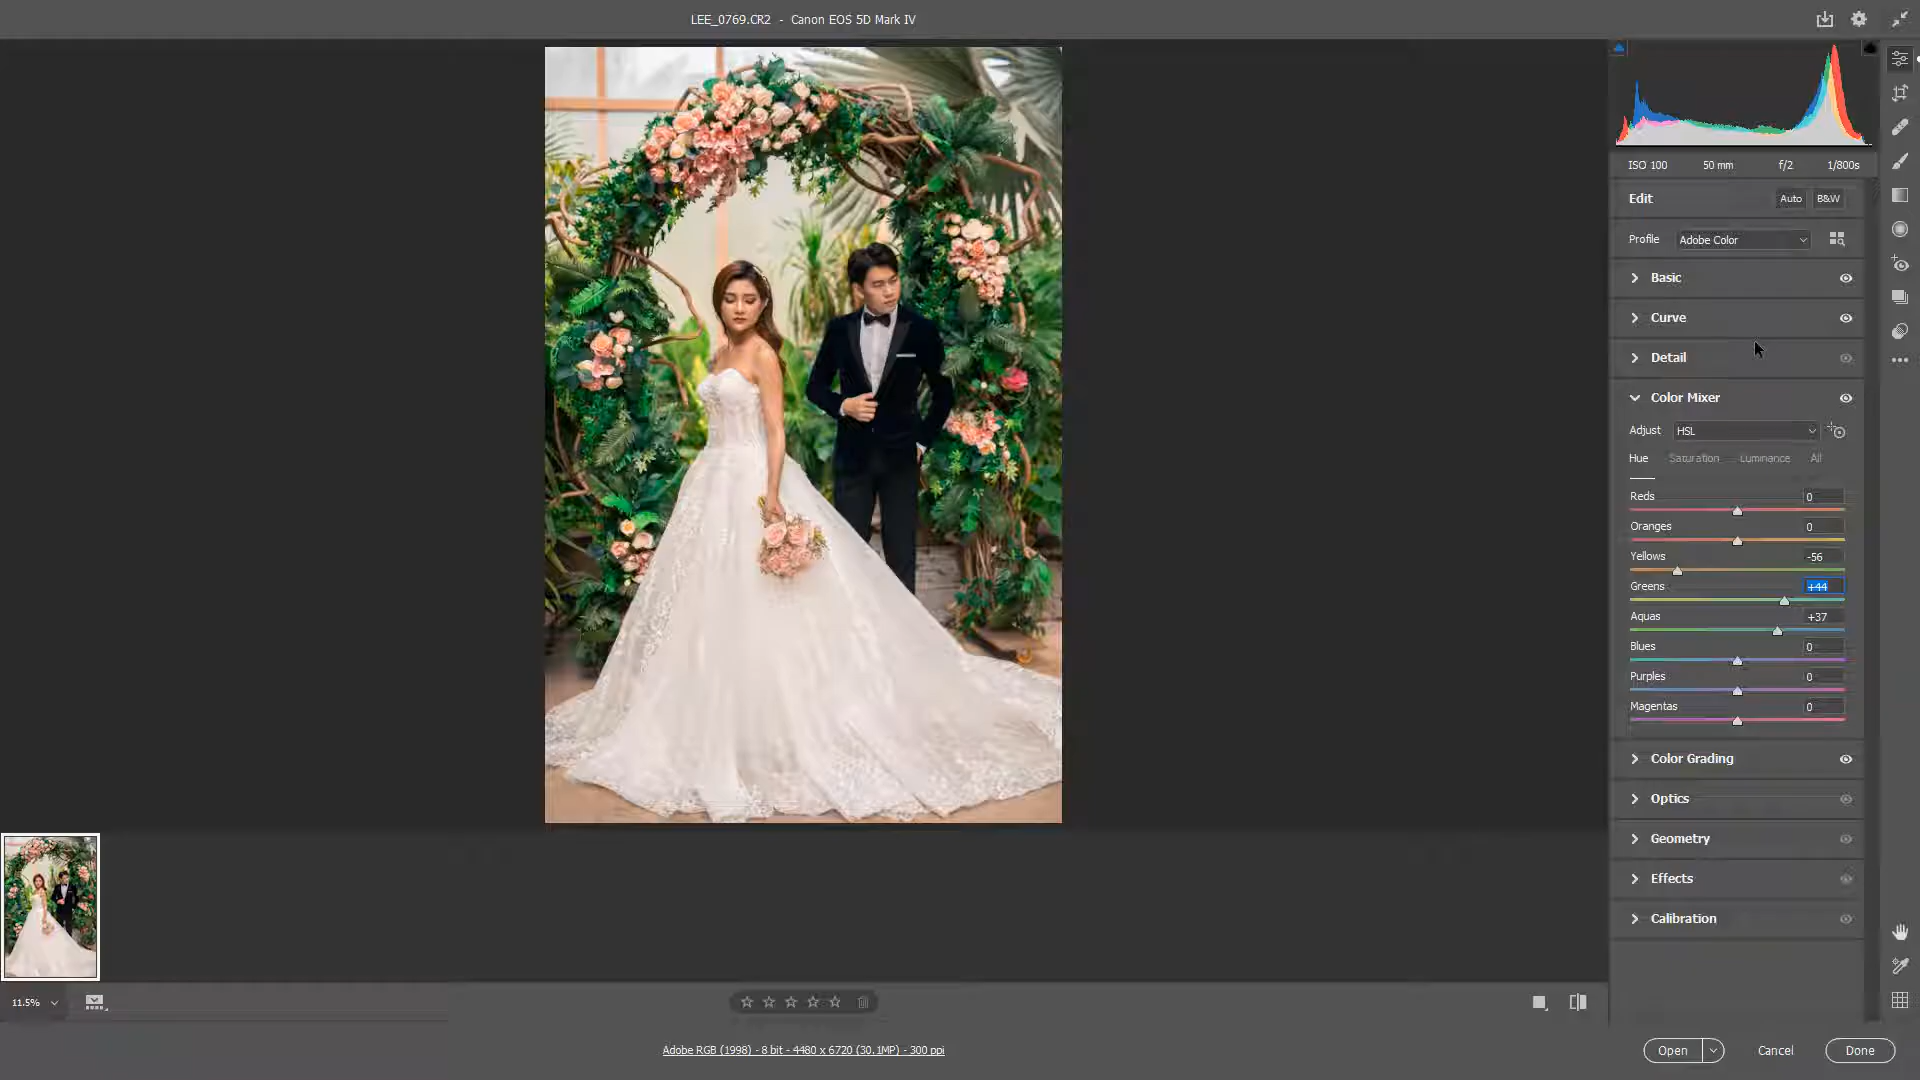 LEE_0769.CR2 - Canon EOS 5D Mark IV
ISO 100 50 mm f/2 1/800s
Edit Auto B&W
Profile Adobe Color
Basic
Curve
Detail
Color Mixer
Adjust HSL
Hue Saturation Luminance All
Reds 0
Oranges 0
Yellows -56
Greens +44
Aquas +37
Blues 0
Purples 0
Magentas 0
Color Grading
Optics
Geometry
Effects
Calibration
11.5%
Adobe RGB (1998) - 8 bit - 4480 x 6720 (30.1MP) - 300 ppi
Open Cancel Done